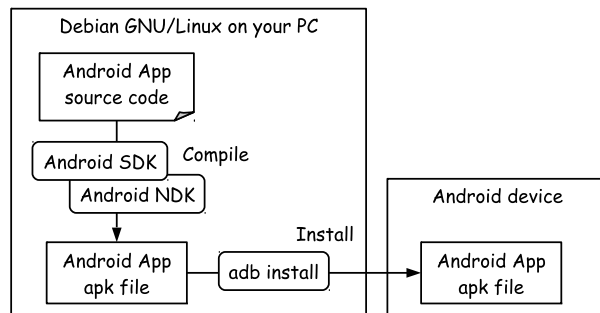 Debian GNU/Linux on your PC
Android App
source code
Android SDK
Compile
Android NDK
Android device
Install
Android App
apk file
adb install
Android App
apk file